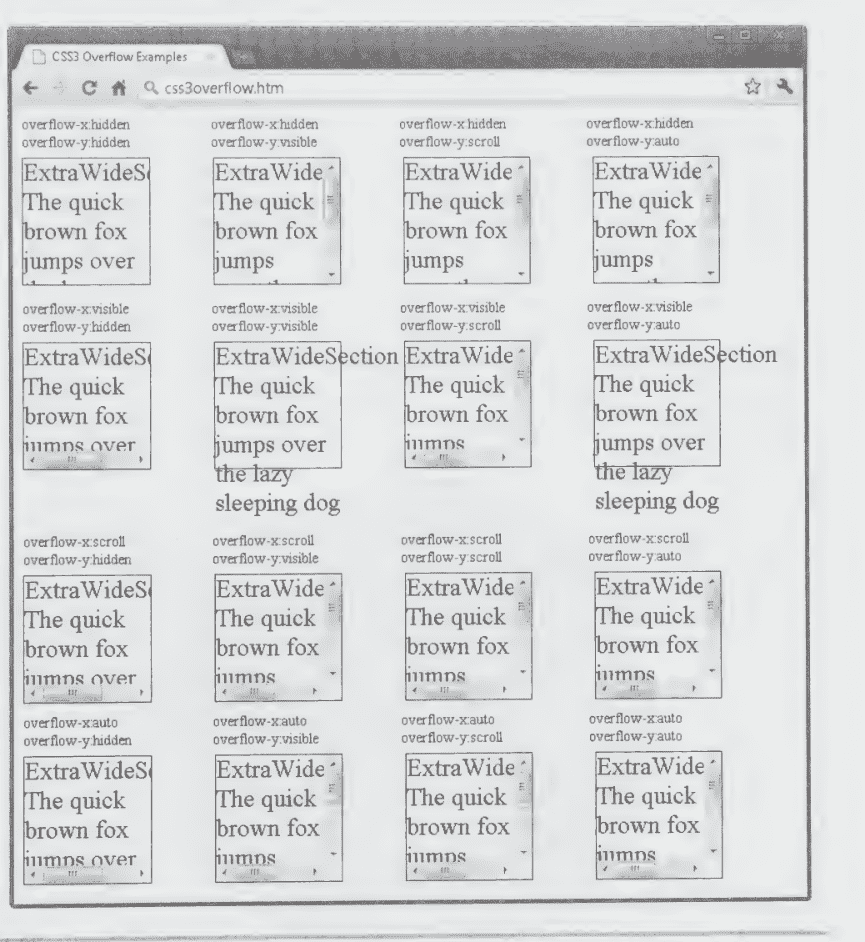 CSS3 Overflow Examples
css3overflow.htm
overflow-x:hidden
overflow-y:hidden
ExtraWideS
The quick
brown fox
jumps over
overflow-x:hidden
overflow-y:visible
ExtraWide
The quick
brown fox
jumps
overflow-x:hidden
overflow-y:scroll
ExtraWide
The quick
brown fox
jumps
overflow-x:hidden
overflow-y:auto
ExtraWide
The quick
brown fox
jumps
overflow-x:visible
overflow-y:hidden
ExtraWideS
The quick
brown fox
jumps over
overflow-x:visible
overflow-y:visible
ExtraWideSection
The quick
brown fox
jumps over
the lazy
sleeping dog
overflow-x:visible
overflow-y:scroll
ExtraWide
The quick
brown fox
jumps
overflow-x:visible
overflow-y:auto
ExtraWideSection
The quick
brown fox
jumps over
the lazy
sleeping dog
overflow-x:scroll
overflow-y:hidden
ExtraWideS
The quick
brown fox
jumps over
overflow-x:scroll
overflow-y:visible
ExtraWide
The quick
brown fox
jumps
overflow-x:scroll
overflow-y:scroll
ExtraWide
The quick
brown fox
jumps
overflow-x:scroll
overflow-y:auto
ExtraWide
The quick
brown fox
jumps
overflow-x:auto
overflow-y:hidden
ExtraWideS
The quick
brown fox
jumps over
overflow-x:auto
overflow-y:visible
ExtraWide
The quick
brown fox
jumps
overflow-x:auto
overflow-y:scroll
ExtraWide
The quick
brown fox
jumps
overflow-x:auto
overflow-y:auto
ExtraWide
The quick
brown fox
jumps